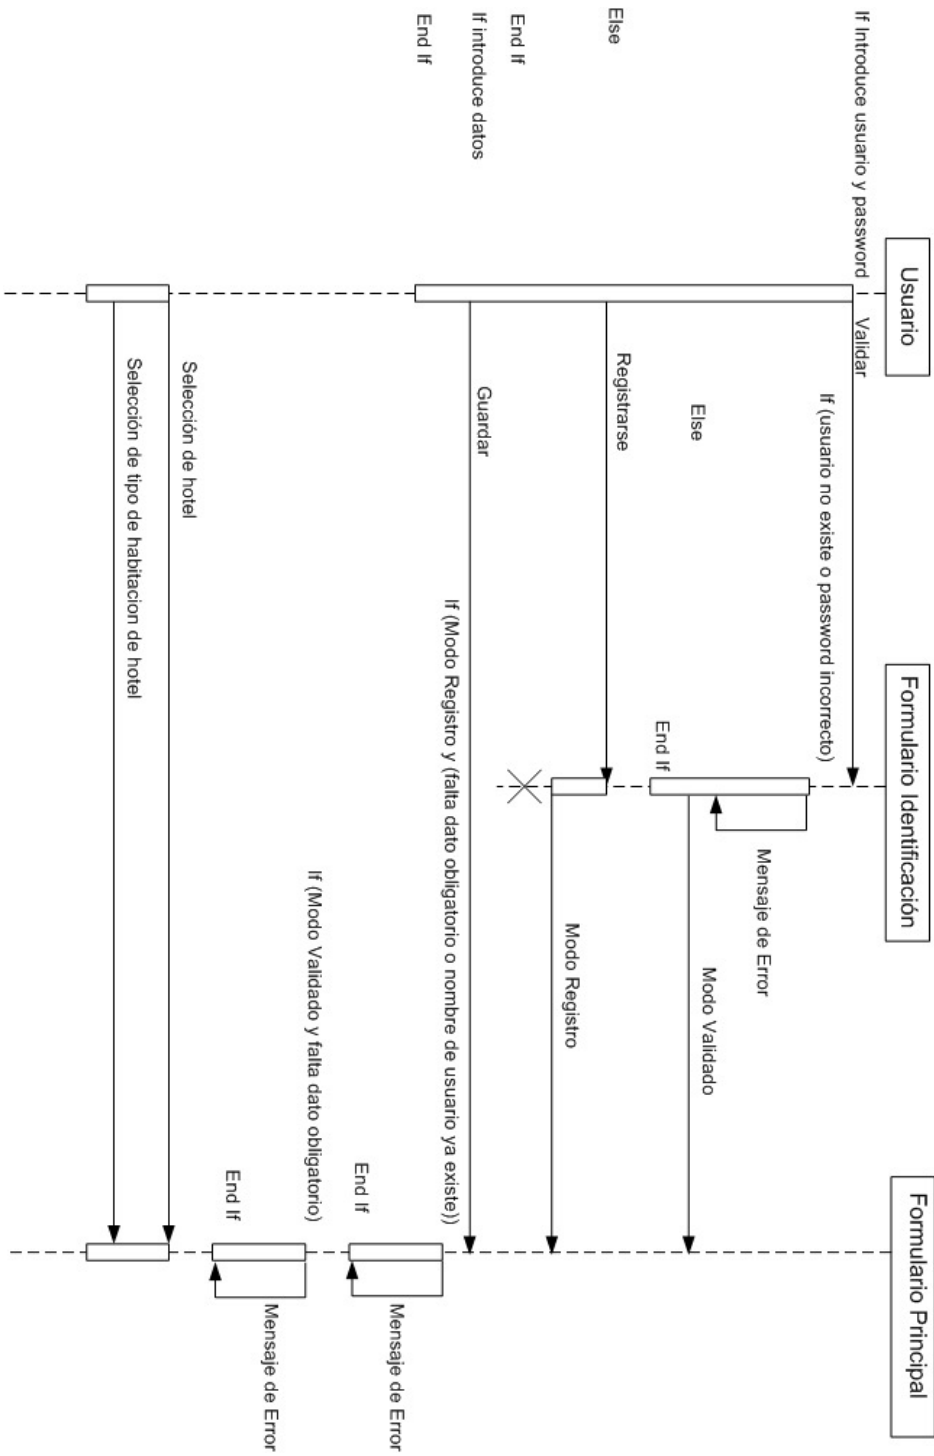 Usuario
Formulario Identificación
Formulario Principal
If Introduce usuario y password
Validar
If (usuario no existe o password incorrecto)
Mensaje de Error
Else
Modo Validado
End If
Else
Registrarse
Modo Registro
End If
If introduce datos
Guardar
If (Modo Registro y (falta dato obligatorio o nombre de usuario ya existe))
End If
Mensaje de Error
End If
If (Modo Validado y falta dato obligatorio)
Mensaje de Error
End If
Selección de hotel
Selección de tipo de habitacion de hotel